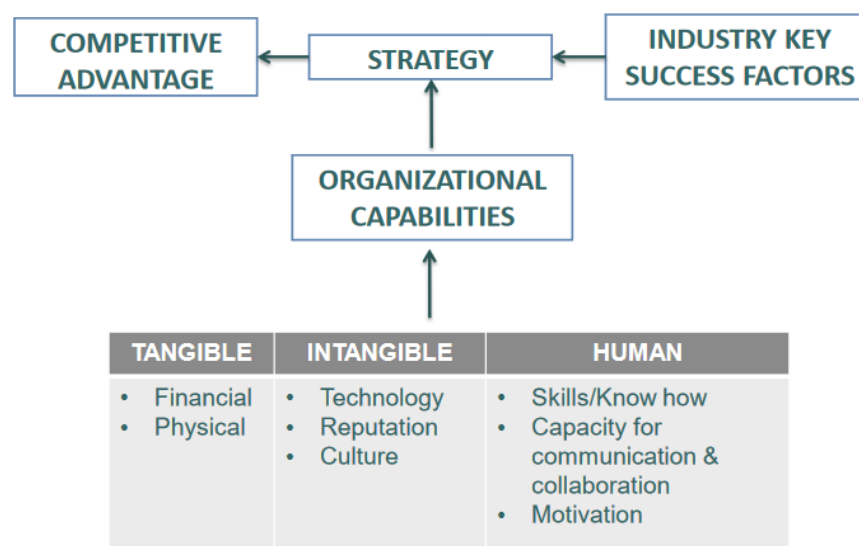 COMPETITIVE
ADVANTAGE
STRATEGY
INDUSTRY KEY
SUCCESS FACTORS
ORGANIZATIONAL
CAPABILITIES
TANGIBLE
INTANGIBLE
HUMAN
• Financial
• Physical
• Technology
• Reputation
• Culture
• Skills/Know how
• Capacity for
communication &
collaboration
• Motivation